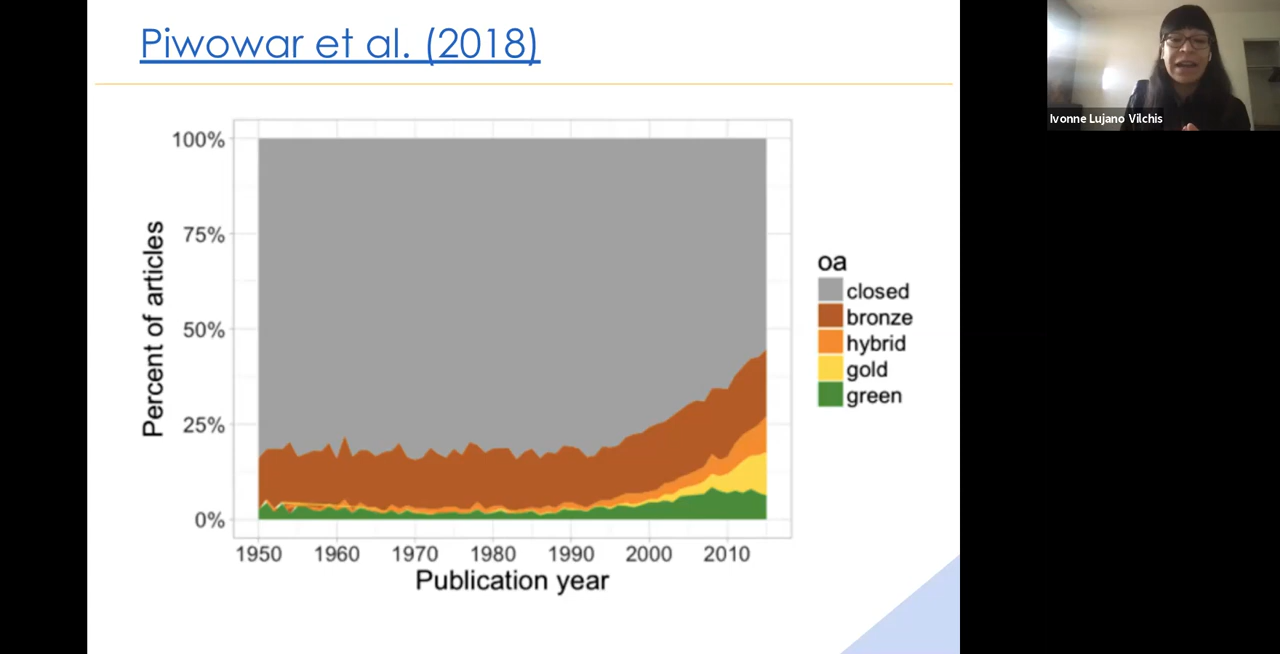 Piwowar et al. (2018)
Ivonne Lujano Vilchis
100%
75%
50%
25%
0%
Percent of articles
1950 1960 1970 1980 1990 2000 2010
Publication year
oa
closed
bronze
hybrid
gold
green